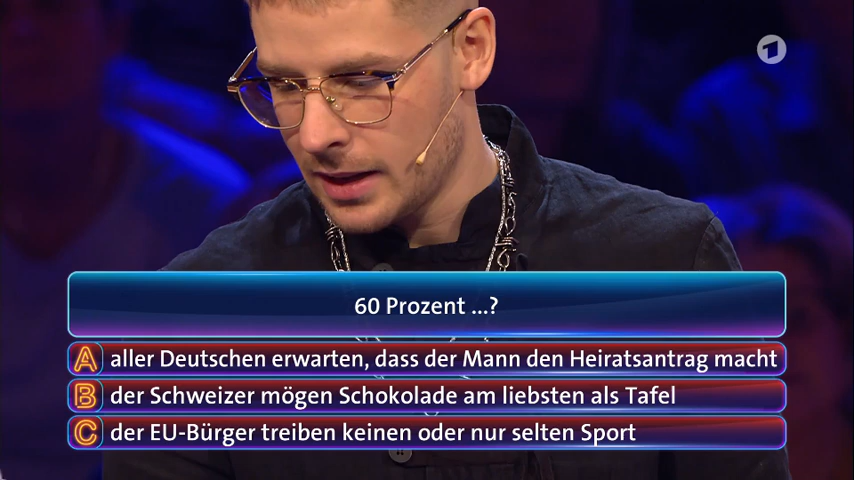 60 Prozent ...?
A aller Deutschen erwarten, dass der Mann den Heiratsantrag macht
B der Schweizer mögen Schokolade am liebsten als Tafel
C der EU-Bürger treiben keinen oder nur selten Sport